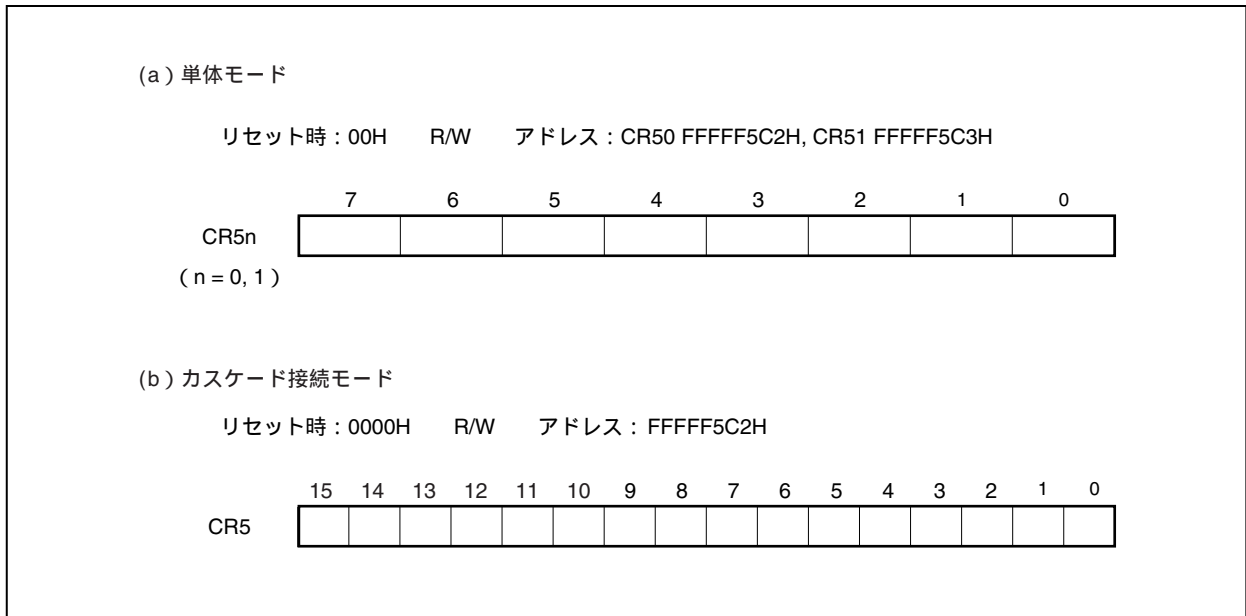 (a) 単体モード
リセット時：00H R/W アドレス：CR50 FFFFF5C2H, CR51 FFFFF5C3H
7 6 5 4 3 2 1 0
CR5n
(n = 0, 1)
(b) カスケード接続モード
リセット時：0000H R/W アドレス：FFFFF5C2H
15 14 13 12 11 10 9 8 7 6 5 4 3 2 1 0
CR5